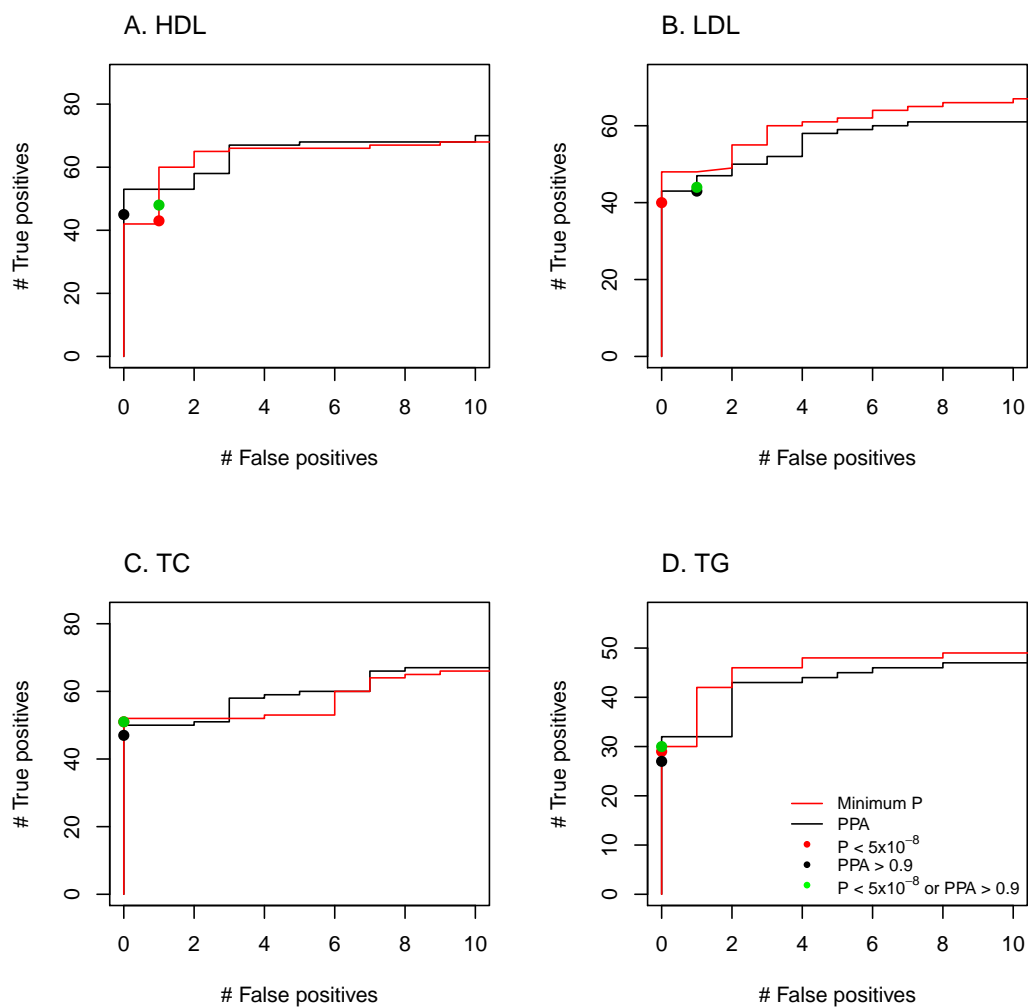 A. HDL
# True positives
0
20
40
60
80
0 2 4 6 8 10
# False positives
B. LDL
# True positives
0
20
40
60
0 2 4 6 8 10
# False positives
C. TC
# True positives
0
20
40
60
80
0 2 4 6 8 10
# False positives
D. TG
# True positives
0
10
20
30
40
50
0 2 4 6 8 10
# False positives
Minimum P
PPA
P < 5x10⁻⁸
PPA > 0.9
P < 5x10⁻⁸ or PPA > 0.9